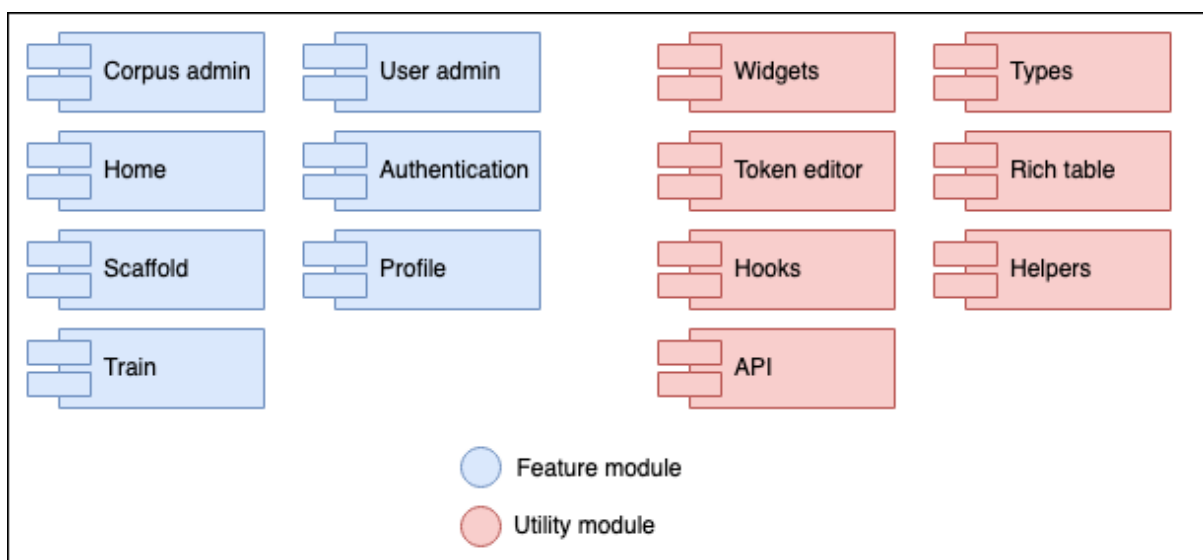 Corpus admin
User admin
Widgets
Types
Home
Authentication
Token editor
Rich table
Scaffold
Profile
Hooks
Helpers
Train
API
Feature module
Utility module